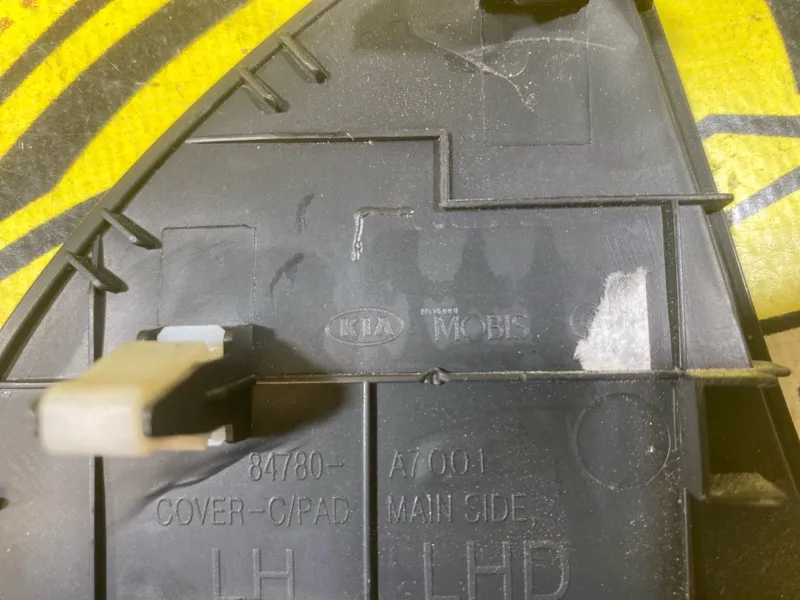 KIA MOBIS
84780- A7001
COVER-C/PAD MAIN SIDE,
LH LHD